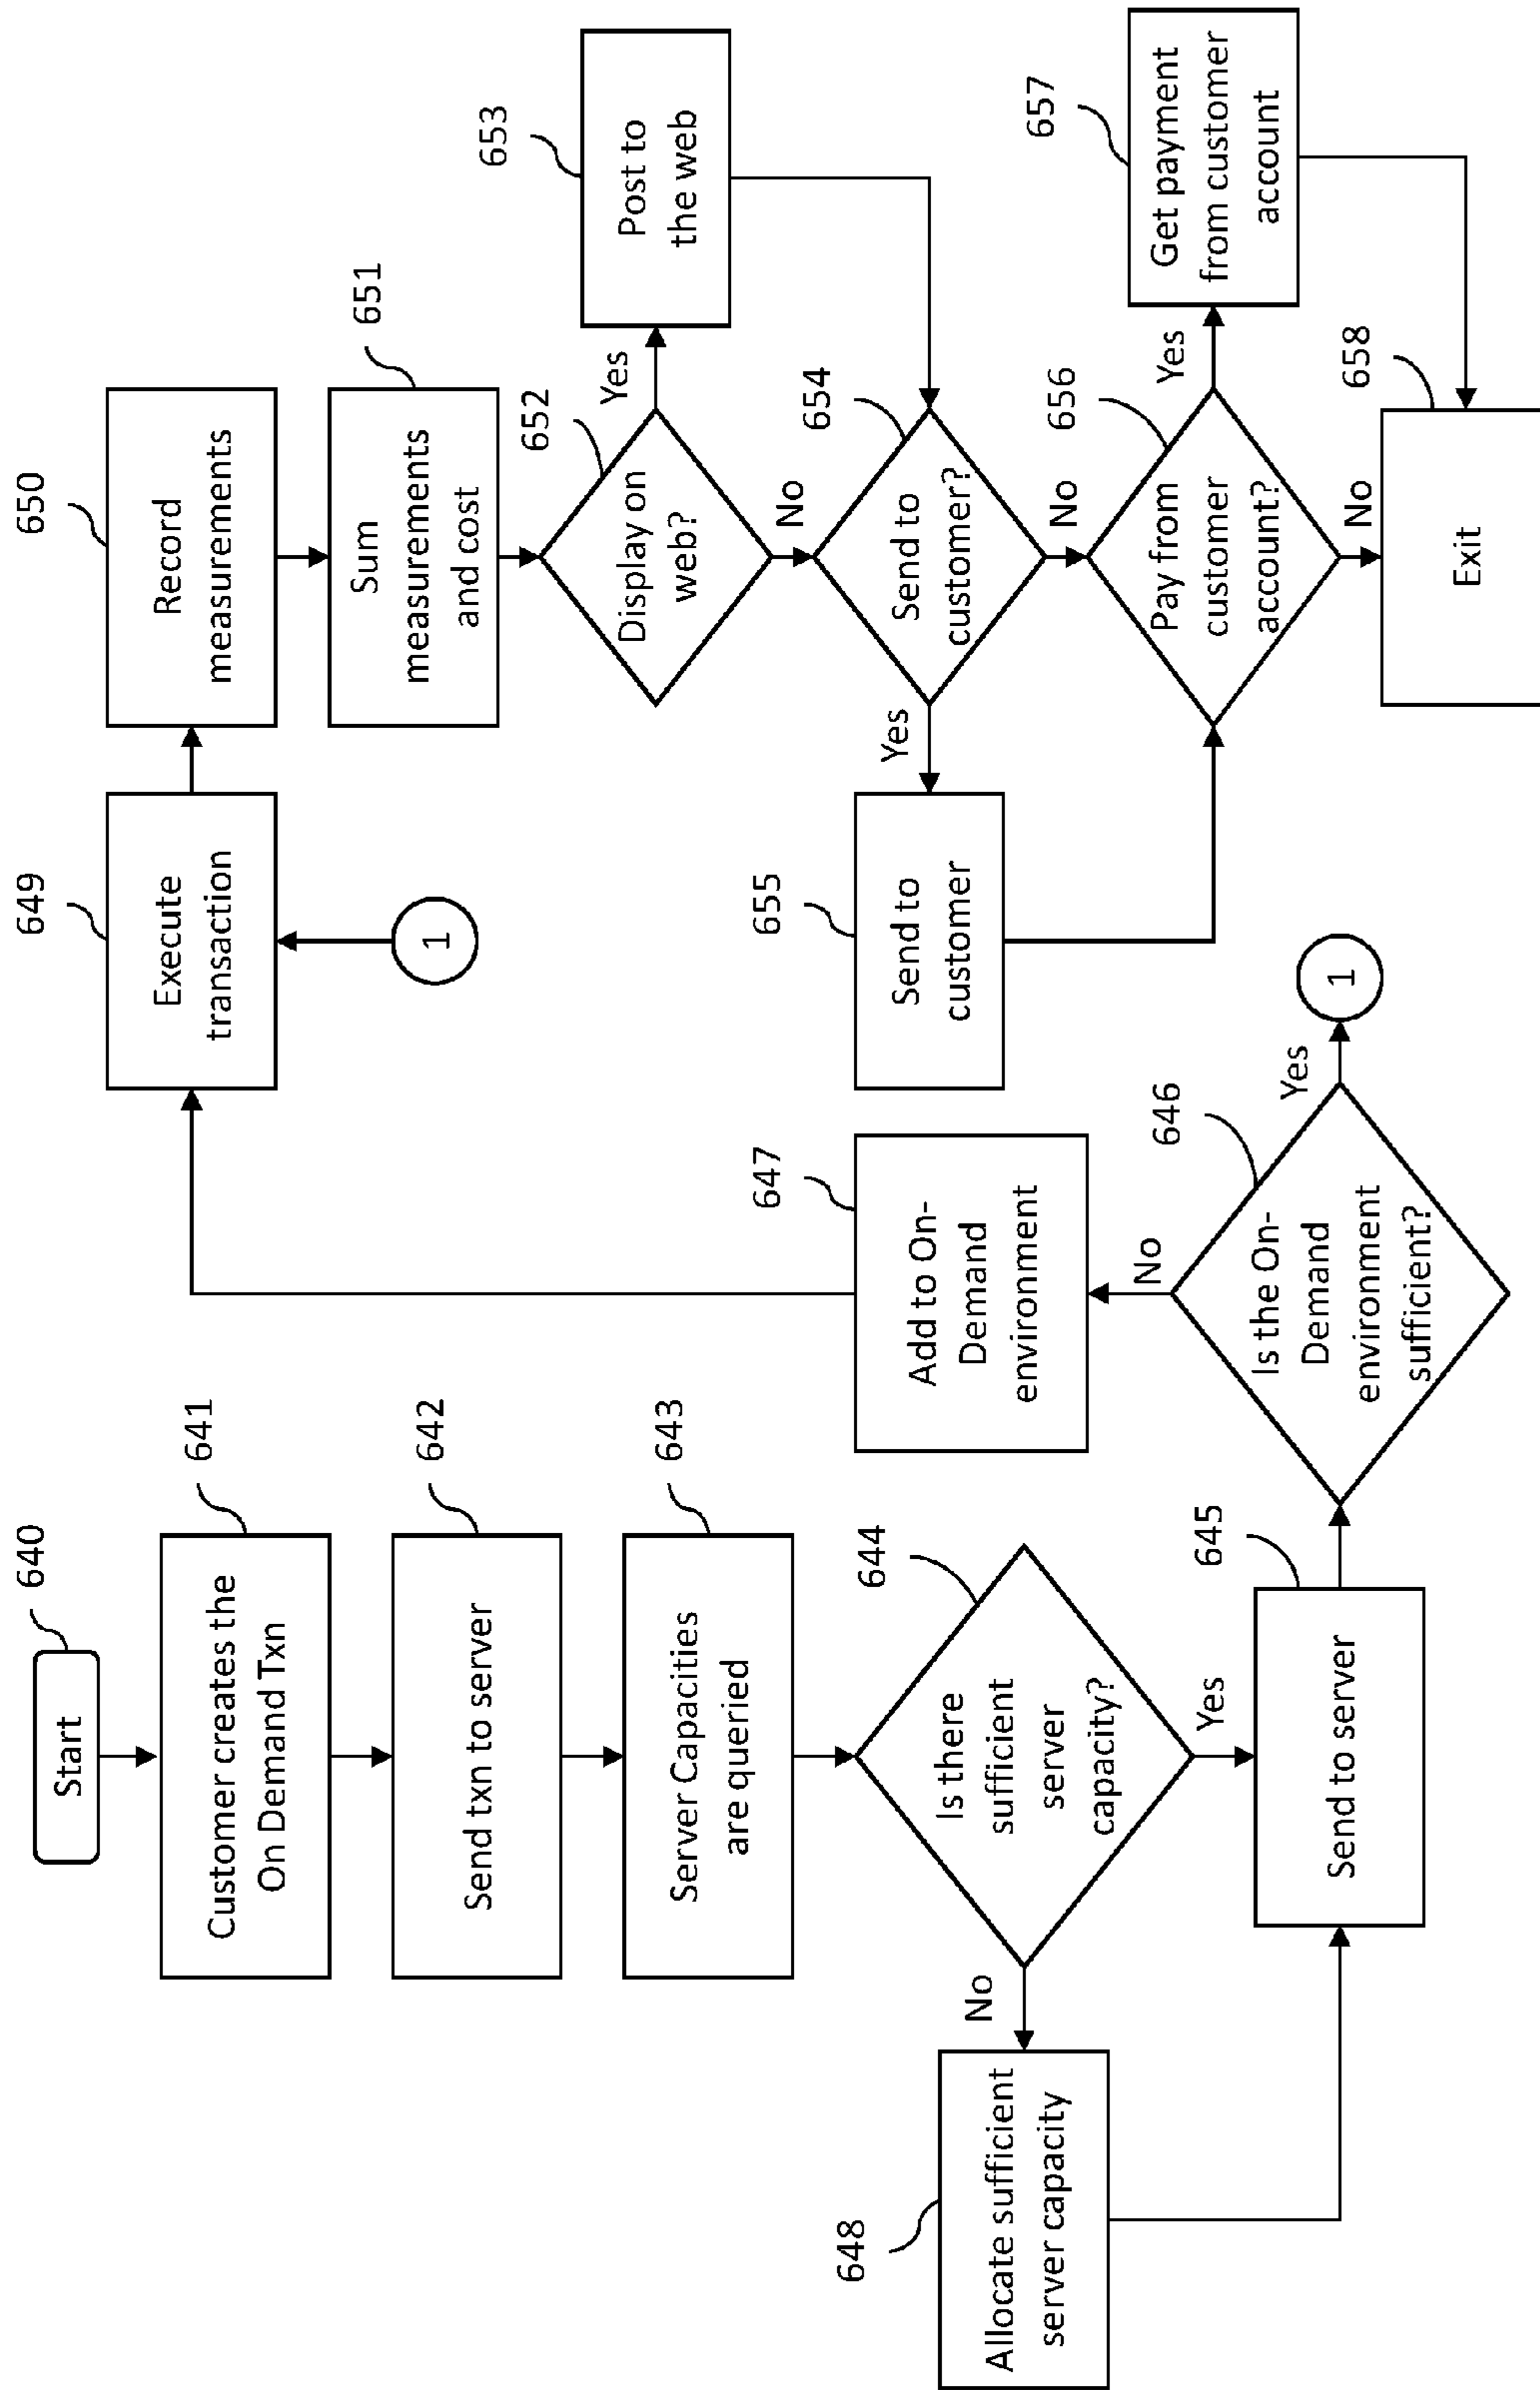 640
Start
641
Customer creates the
On Demand Txn
642
Send txn to server
643
Server Capacities
are queried
644
Is there
sufficient
server
capacity?
No
Yes
648
Allocate sufficient
server capacity
645
Send to server
646
Is the On-
Demand
environment
sufficient?
No
Yes
1
647
Add to On-
Demand
environment
649
Execute
transaction
1
650
Record
measurements
651
Sum
measurements
and cost
652
Display on
web?
Yes
No
653
Post to
the web
654
Send to
customer?
Yes
No
655
Send to
customer
656
Pay from
customer
account?
Yes
No
657
Get payment
from customer
account
658
Exit